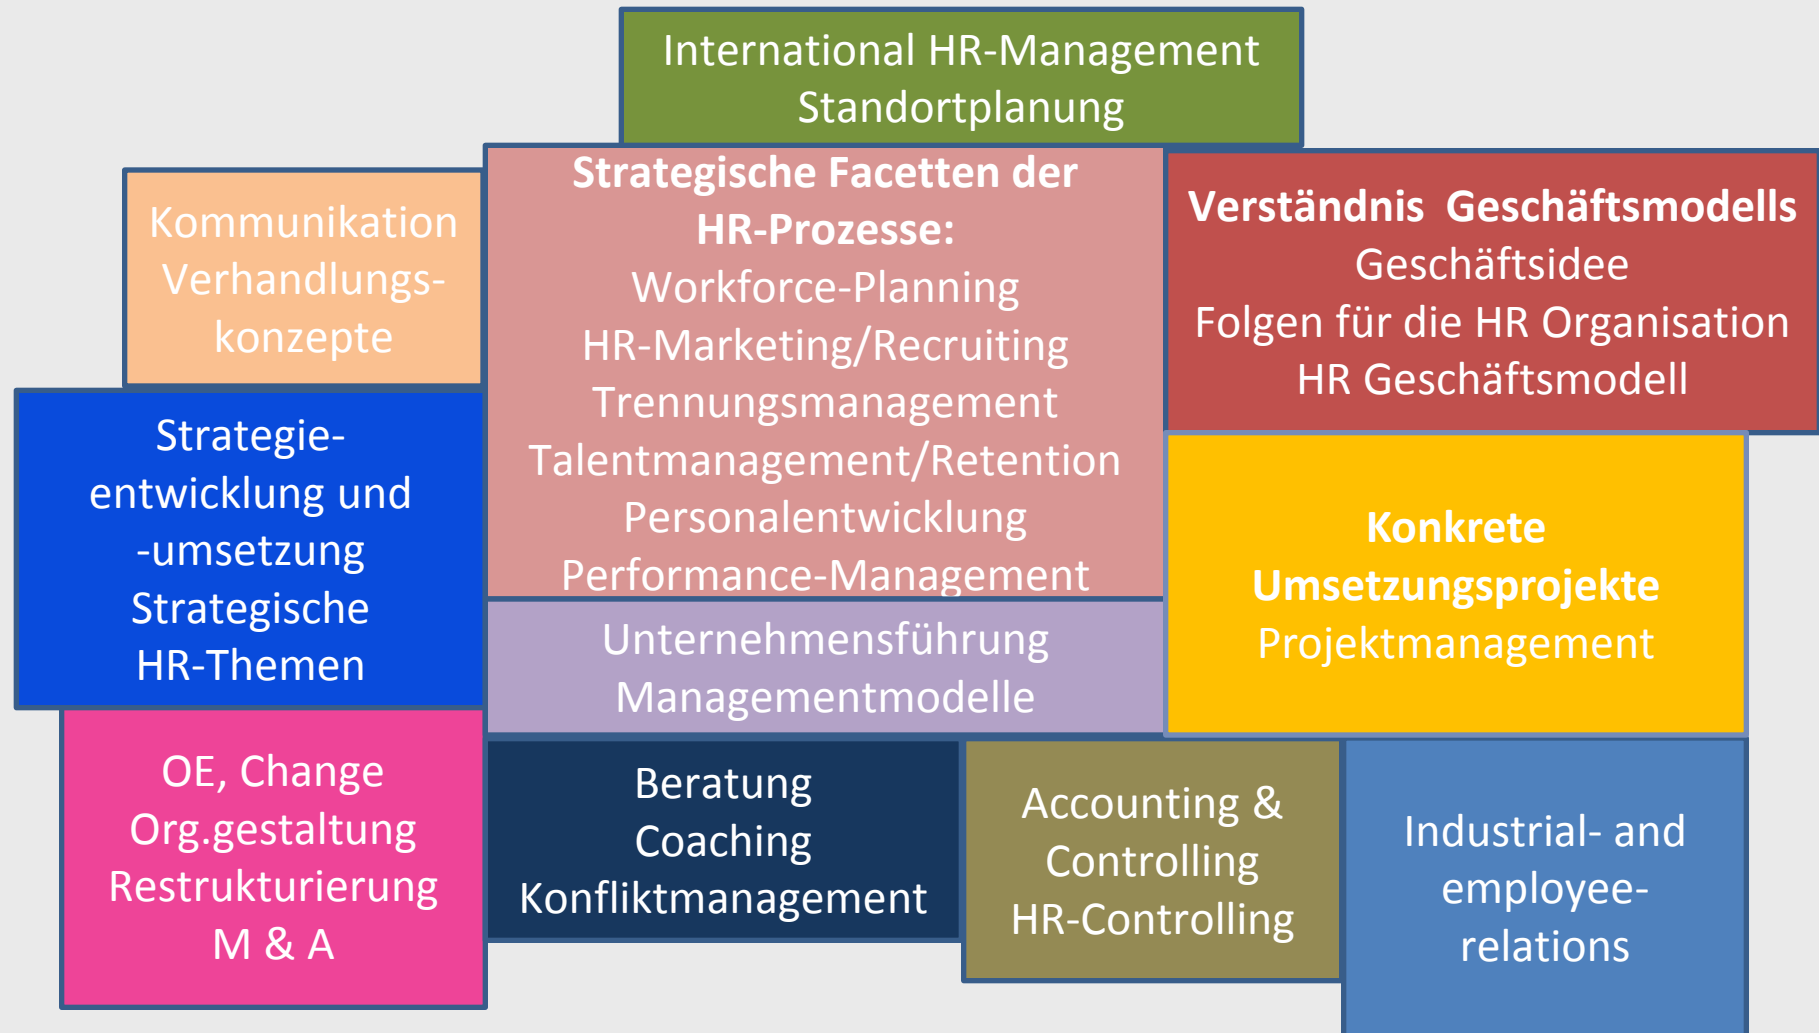 International HR-Management
Standortplanung
Kommunikation
Verhandlungs-
konzepte
Strategische Facetten der
HR-Prozesse:
Workforce-Planning
HR-Marketing/Recruiting
Trennungsmanagement
Talentmanagement/Retention
Personalentwicklung
Performance-Management
Verständnis Geschäftsmodells
Geschäftsidee
Folgen für die HR Organisation
HR Geschäftsmodell
Strategie-
entwicklung und
-umsetzung
Strategische
HR-Themen
Unternehmensführung
Managementmodelle
Konkrete
Umsetzungsprojekte
Projektmanagement
OE, Change
Org.gestaltung
Restrukturierung
M & A
Beratung
Coaching
Konfliktmanagement
Accounting &
Controlling
HR-Controlling
Industrial- and
employee-
relations